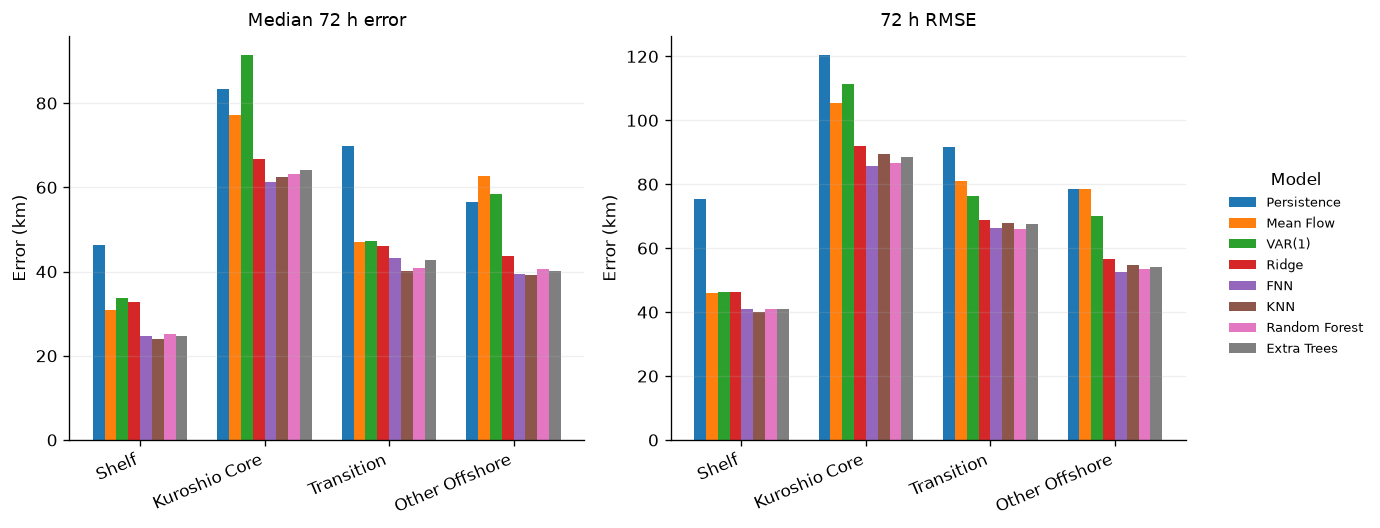 Median 72 h error
Error (km)
0
20
40
60
80
Shelf
Kuroshio Core
Transition
Other Offshore
72 h RMSE
Error (km)
0
20
40
60
80
100
120
Shelf
Kuroshio Core
Transition
Other Offshore
Model
Persistence
Mean Flow
VAR(1)
Ridge
FNN
KNN
Random Forest
Extra Trees